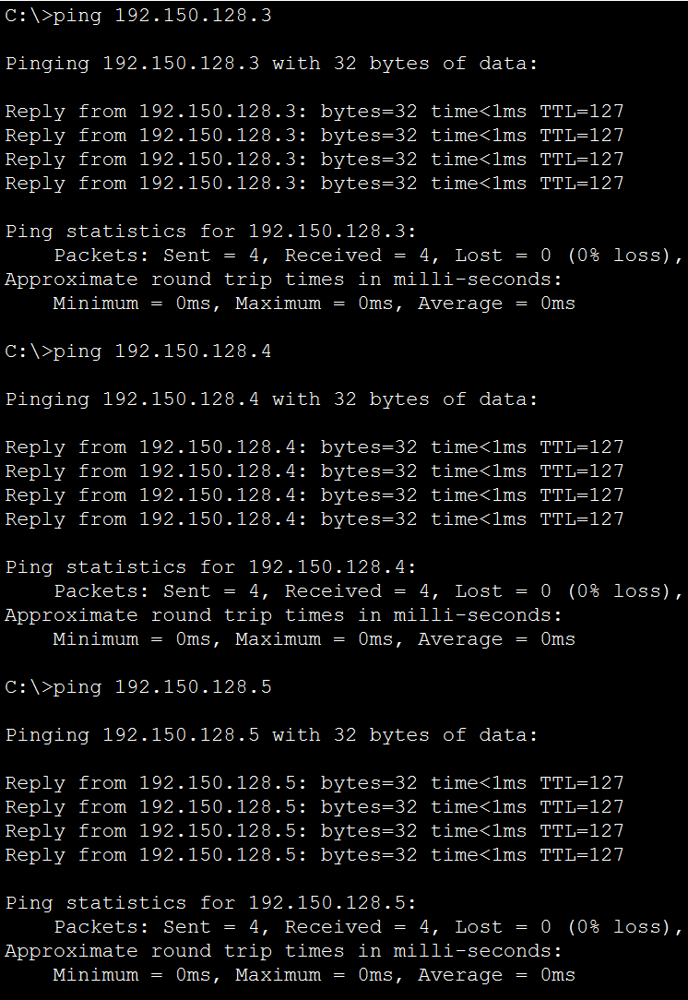 C:\>ping 192.150.128.3
Pinging 192.150.128.3 with 32 bytes of data:
Reply from 192.150.128.3: bytes=32 time<1ms TTL=127
Reply from 192.150.128.3: bytes=32 time<1ms TTL=127
Reply from 192.150.128.3: bytes=32 time<1ms TTL=127
Reply from 192.150.128.3: bytes=32 time<1ms TTL=127
Ping statistics for 192.150.128.3:
    Packets: Sent = 4, Received = 4, Lost = 0 (0% loss),
Approximate round trip times in milli-seconds:
    Minimum = 0ms, Maximum = 0ms, Average = 0ms
C:\>ping 192.150.128.4
Pinging 192.150.128.4 with 32 bytes of data:
Reply from 192.150.128.4: bytes=32 time<1ms TTL=127
Reply from 192.150.128.4: bytes=32 time<1ms TTL=127
Reply from 192.150.128.4: bytes=32 time<1ms TTL=127
Reply from 192.150.128.4: bytes=32 time<1ms TTL=127
Ping statistics for 192.150.128.4:
    Packets: Sent = 4, Received = 4, Lost = 0 (0% loss),
Approximate round trip times in milli-seconds:
    Minimum = 0ms, Maximum = 0ms, Average = 0ms
C:\>ping 192.150.128.5
Pinging 192.150.128.5 with 32 bytes of data:
Reply from 192.150.128.5: bytes=32 time<1ms TTL=127
Reply from 192.150.128.5: bytes=32 time<1ms TTL=127
Reply from 192.150.128.5: bytes=32 time<1ms TTL=127
Reply from 192.150.128.5: bytes=32 time<1ms TTL=127
Ping statistics for 192.150.128.5:
    Packets: Sent = 4, Received = 4, Lost = 0 (0% loss),
Approximate round trip times in milli-seconds:
    Minimum = 0ms, Maximum = 0ms, Average = 0ms